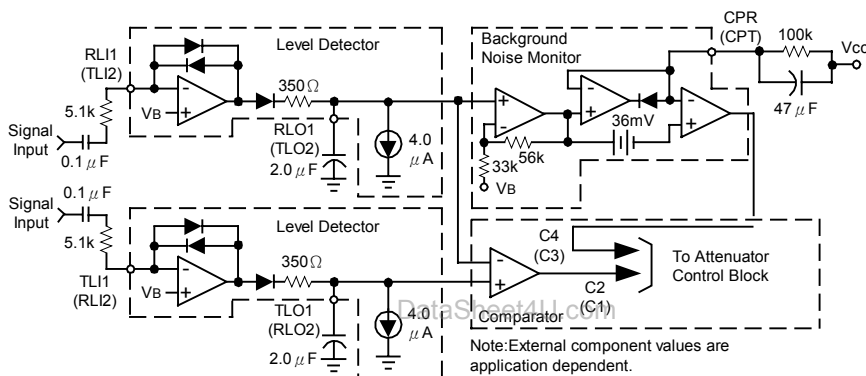 Level Detector
Background
Noise Monitor
CPR
(CPT)
100k
Vcc
47 μF
RLI1
(TLI2)
5.1k
Signal
Input
0.1 μF
VB
350Ω
RLO1
(TLO2)
2.0 μF
4.0
μA
36mV
56k
33k
VB
0.1 μF
Signal
Input
5.1k
TLI1
(RLI2)
VB
Level Detector
350Ω
TLO1
(RLO2)
2.0 μF
4.0
μA
C4
(C3)
C2
(C1)
To Attenuator
Control Block
Comparator
DataSheet4U.com
Note:External component values are
application dependent.